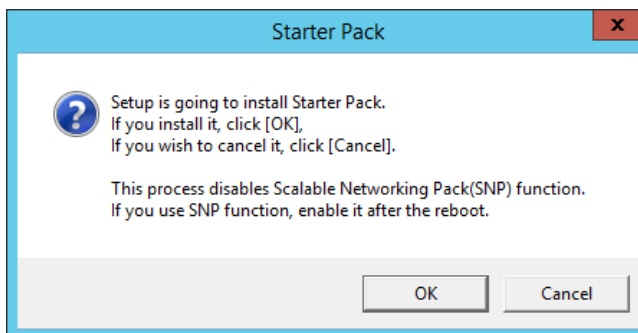 Starter Pack
x
Setup is going to install Starter Pack.
If you install it, click [OK],
If you wish to cancel it, click [Cancel].
This process disables Scalable Networking Pack(SNP) function.
If you use SNP function, enable it after the reboot.
OK
Cancel